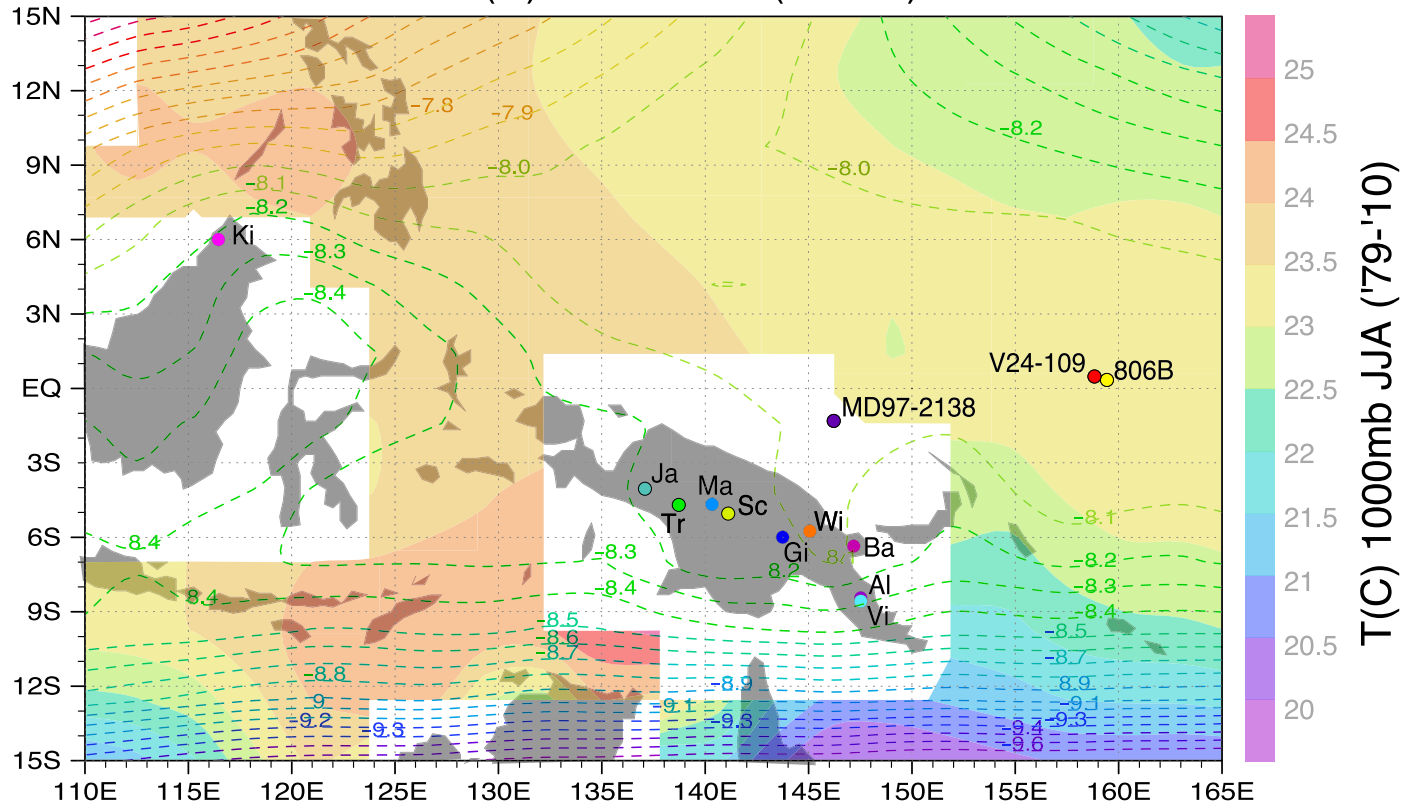 15N
12N
9N
6N
3N
EQ
3S
6S
9S
12S
15S
110E 115E 120E 125E 130E 135E 140E 145E 150E 155E 160E 165E
-7.8
-7.9
-8.2
-8.0
-8.0
-8.1
-8.2
Ki
-8.3
-8.4
V24-109
806B
MD97-2138
Ja
Ma
Sc
Tr
Wi
Gi
Ba
Al
Vi
-8.1
8.4
-8.3
8.2
-8.2
-8.4
-8.3
8.4
-8.4
-8.5
-8.6
-8.7
-8.5
-8.7
-8.8
-8.9
-8.9
9
-9.1
-9.1
-9.2
-9.3
-9.3
-9.3
-9.4
-9.6
25
24.5
24
23.5
23
22.5
22
21.5
21
20.5
20
T(C) 1000mb JJA ('79-'10)